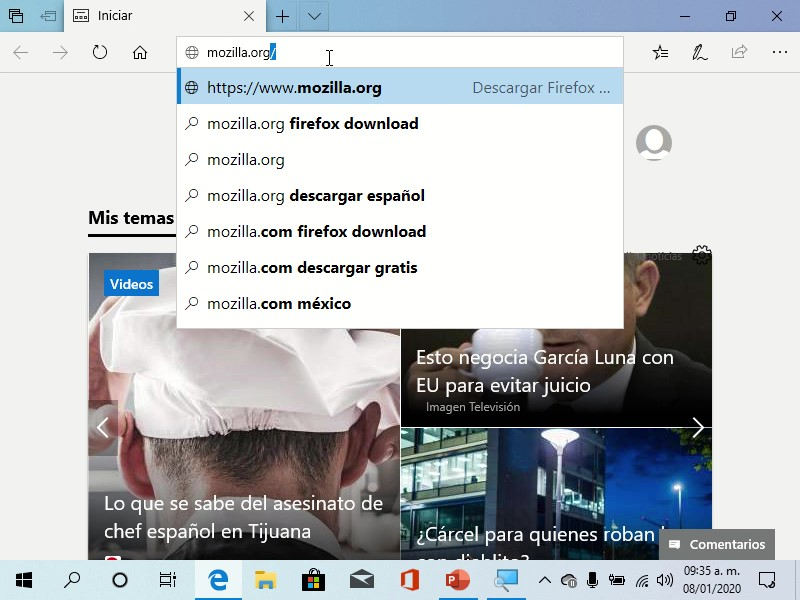 Iniciar
mozilla.org/
https://www.mozilla.org Descargar Firefox ...
mozilla.org firefox download
mozilla.org
mozilla.org descargar español
mozilla.com firefox download
mozilla.com descargar gratis
mozilla.com méxico
Mis temas
noticias
Videos
Esto negocia García Luna con
EU para evitar juicio
Imagen Televisión
Lo que se sabe del asesinato de
chef español en Tijuana
¿Cárcel para quienes roban
Comentarios
09:35 a. m.
08/01/2020